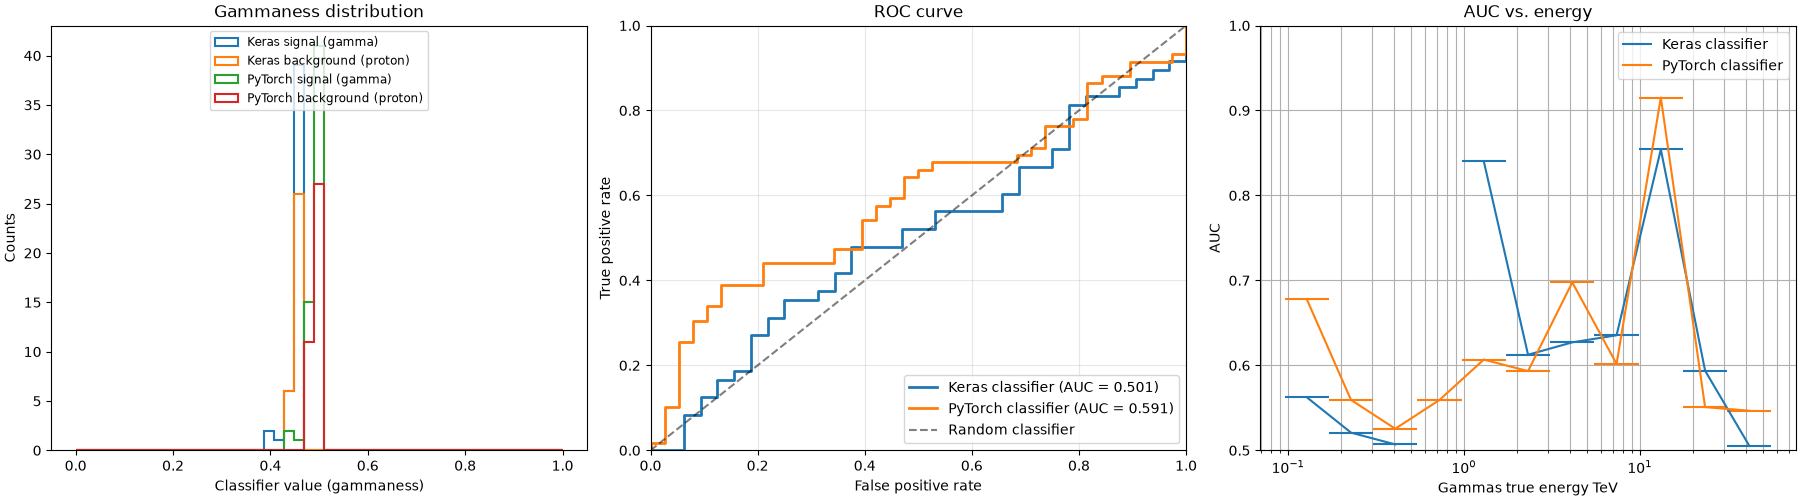 Gammaness distribution
Keras signal (gamma)
Keras background (proton)
PyTorch signal (gamma)
PyTorch background (proton)
Counts
40
35
30
25
20
15
10
5
0
0.0 0.2 0.4 0.6 0.8 1.0
Classifier value (gammaness)
ROC curve
True positive rate
1.0
0.8
0.6
0.4
0.2
0.0
Keras classifier (AUC = 0.501)
PyTorch classifier (AUC = 0.591)
Random classifier
0.0 0.2 0.4 0.6 0.8 1.0
False positive rate
AUC vs. energy
Keras classifier
PyTorch classifier
AUC
1.0
0.9
0.8
0.7
0.6
0.5
10⁻¹ 10⁰ 10¹
Gammas true energy TeV